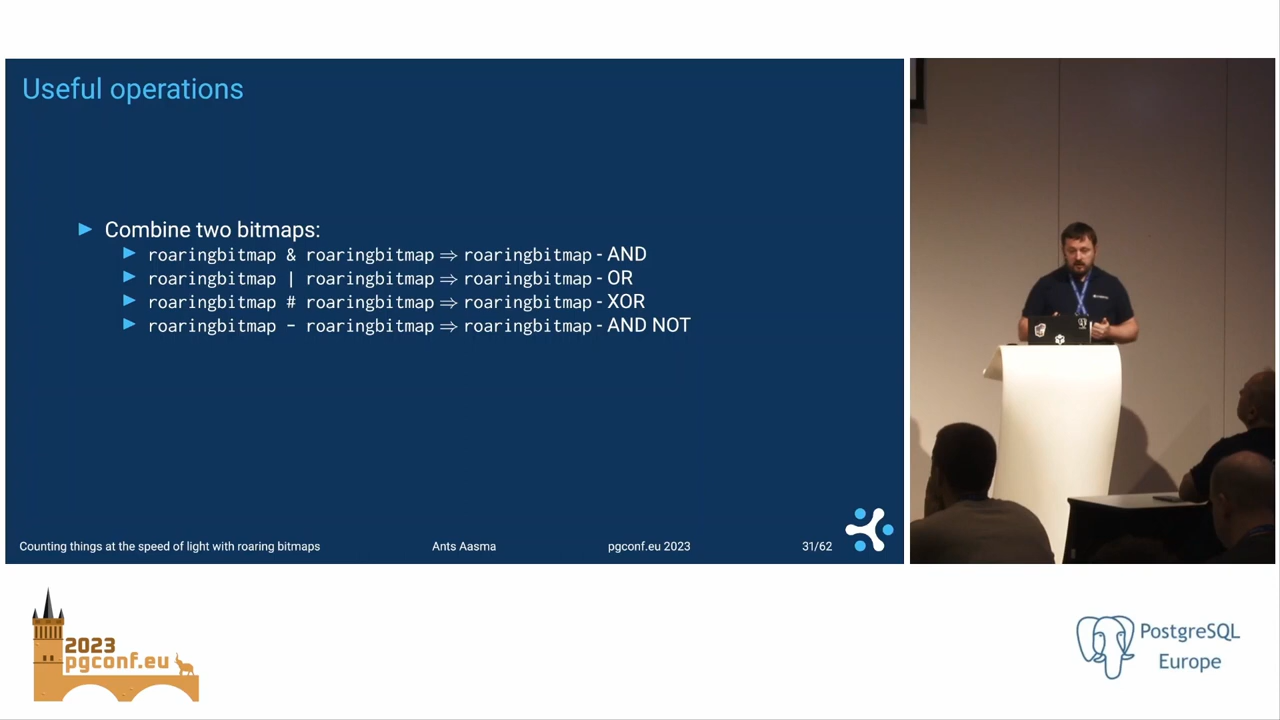 Useful operations
Combine two bitmaps:
roaringbitmap & roaringbitmap ⇒ roaringbitmap - AND
roaringbitmap | roaringbitmap ⇒ roaringbitmap - OR
roaringbitmap # roaringbitmap ⇒ roaringbitmap - XOR
roaringbitmap - roaringbitmap ⇒ roaringbitmap - AND NOT
Counting things at the speed of light with roaring bitmaps Ants Aasma pgconf.eu 2023 31/62
2023
pgconf.eu
PostgreSQL
Europe